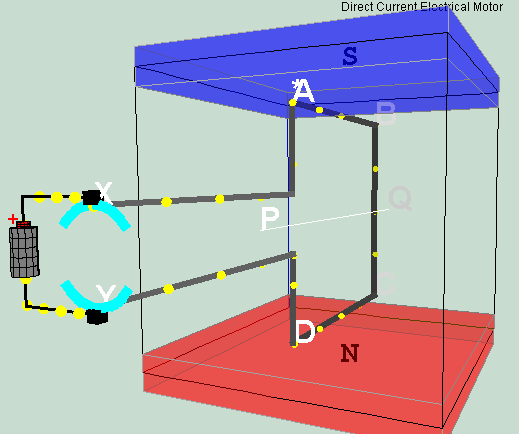 Direct Current Electrical Motor
S
*
A
B
X
Q
P
+
Y
C
D
N